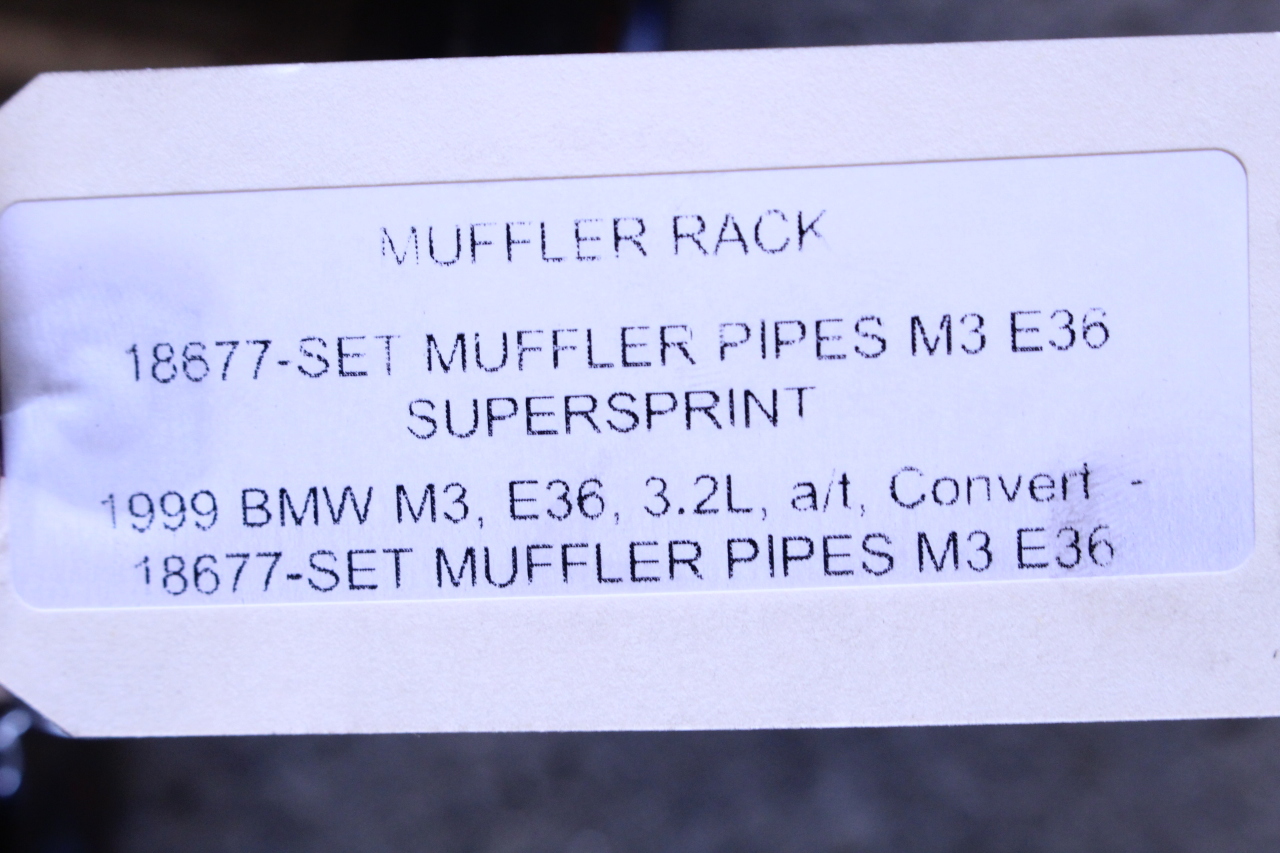 MUFFLER RACK
18677-SET MUFFLER PIPES M3 E36
SUPERSPRINT
1999 BMW M3, E36, 3.2L, a/t, Convert -
18677-SET MUFFLER PIPES M3 E36